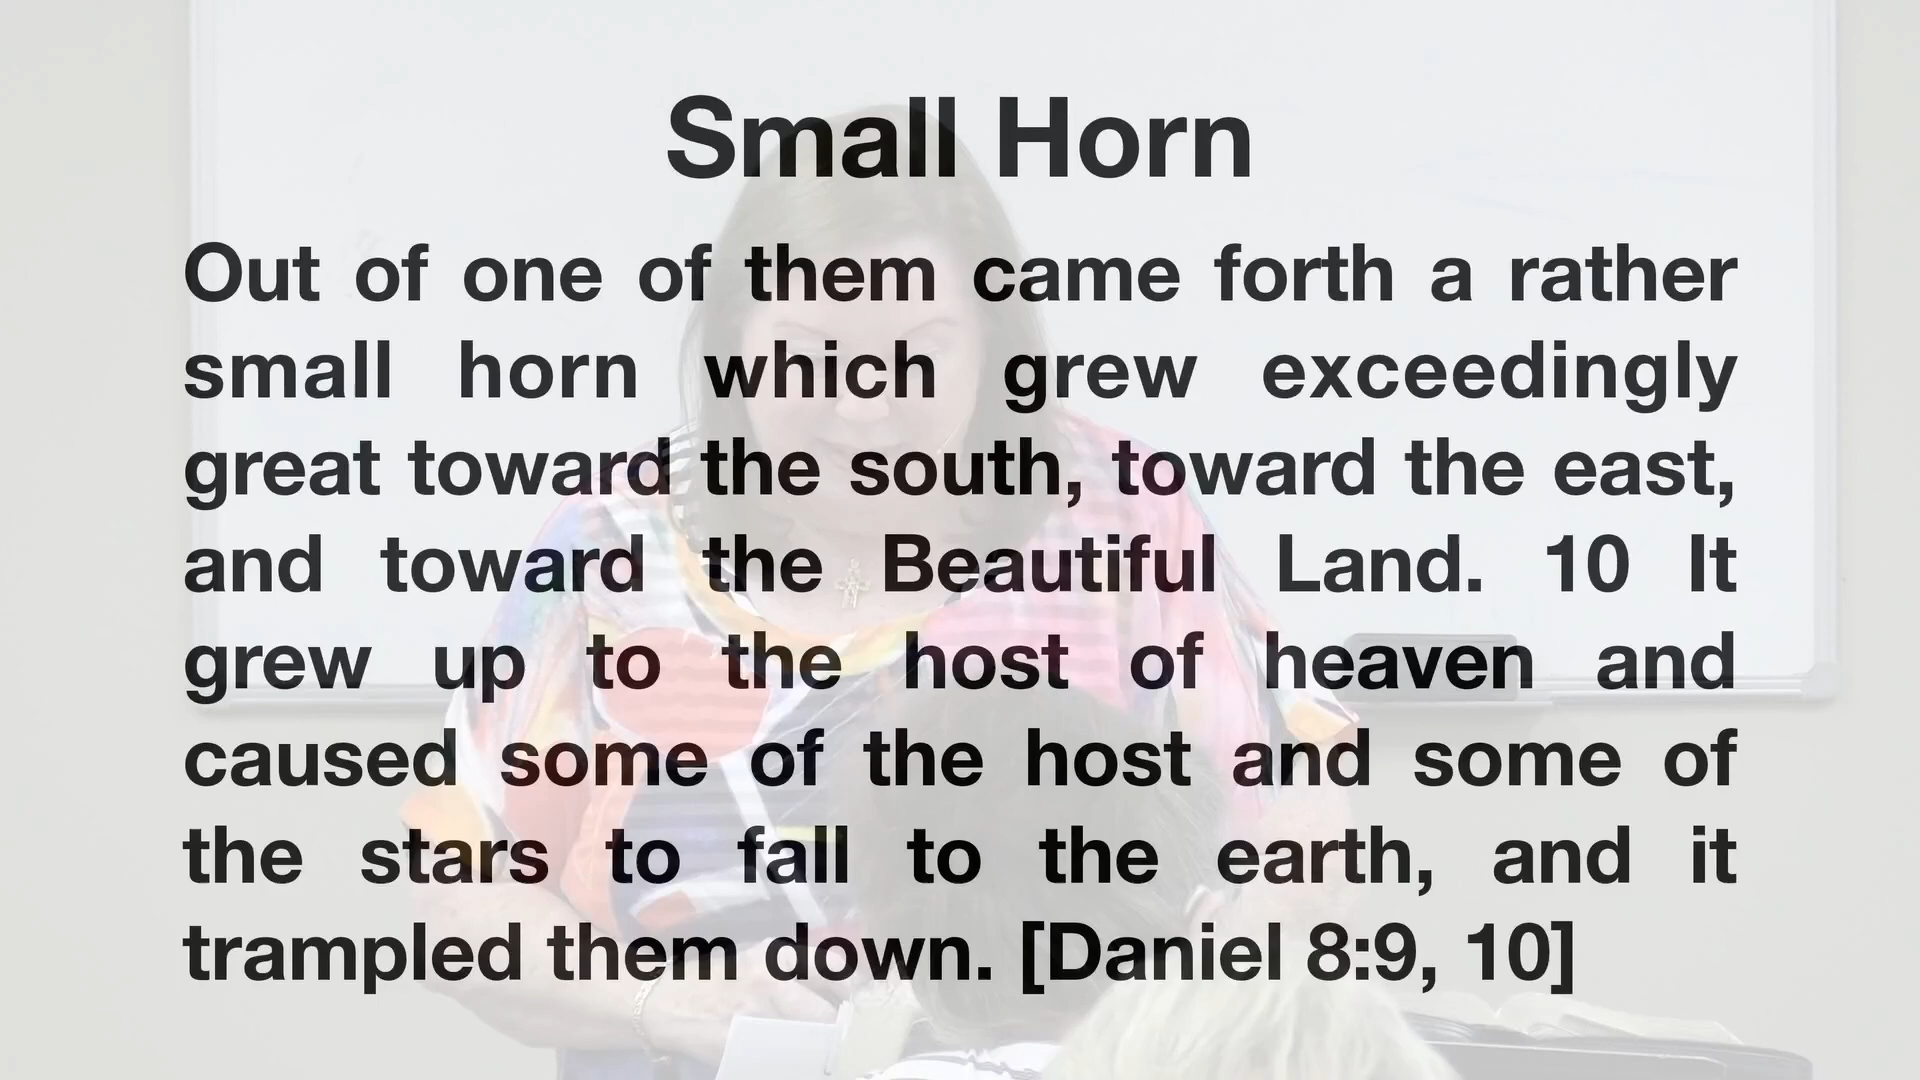 Small Horn
Out of one of them came forth a rather
small horn which grew exceedingly
great toward the south, toward the east,
and toward the Beautiful Land. 10 It
grew up to the host of heaven and
caused some of the host and some of
the stars to fall to the earth, and it
trampled them down. [Daniel 8:9, 10]